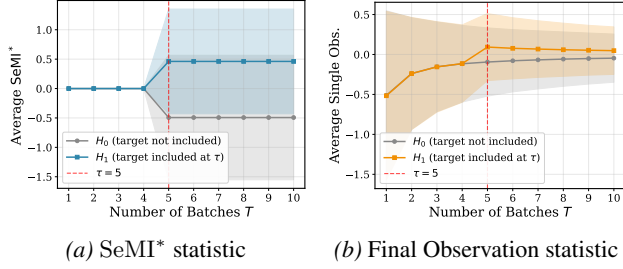 Average SeMI*
1.0
0.5
0.0
−0.5
−1.0
−1.5
H₀ (target not included)
H₁ (target included at τ)
τ = 5
1 2 3 4 5 6 7 8 9 10
Number of Batches T
(a) SeMI* statistic
Average Single Obs.
0.5
0.0
−0.5
−1.0
−1.5
H₀ (target not included)
H₁ (target included at τ)
τ = 5
1 2 3 4 5 6 7 8 9 10
Number of Batches T
(b) Final Observation statistic